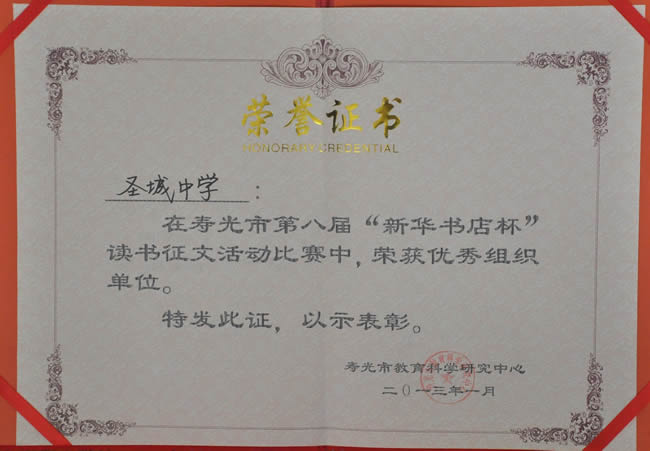 荣誉证书
HONORARY CREDENTIAL
圣城中学：
在寿光市第八届“新华书店杯”
读书征文活动比赛中，荣获优秀组织
单位。
特发此证，以示表彰。
寿光市教育科学研究中心
二〇一三年一月